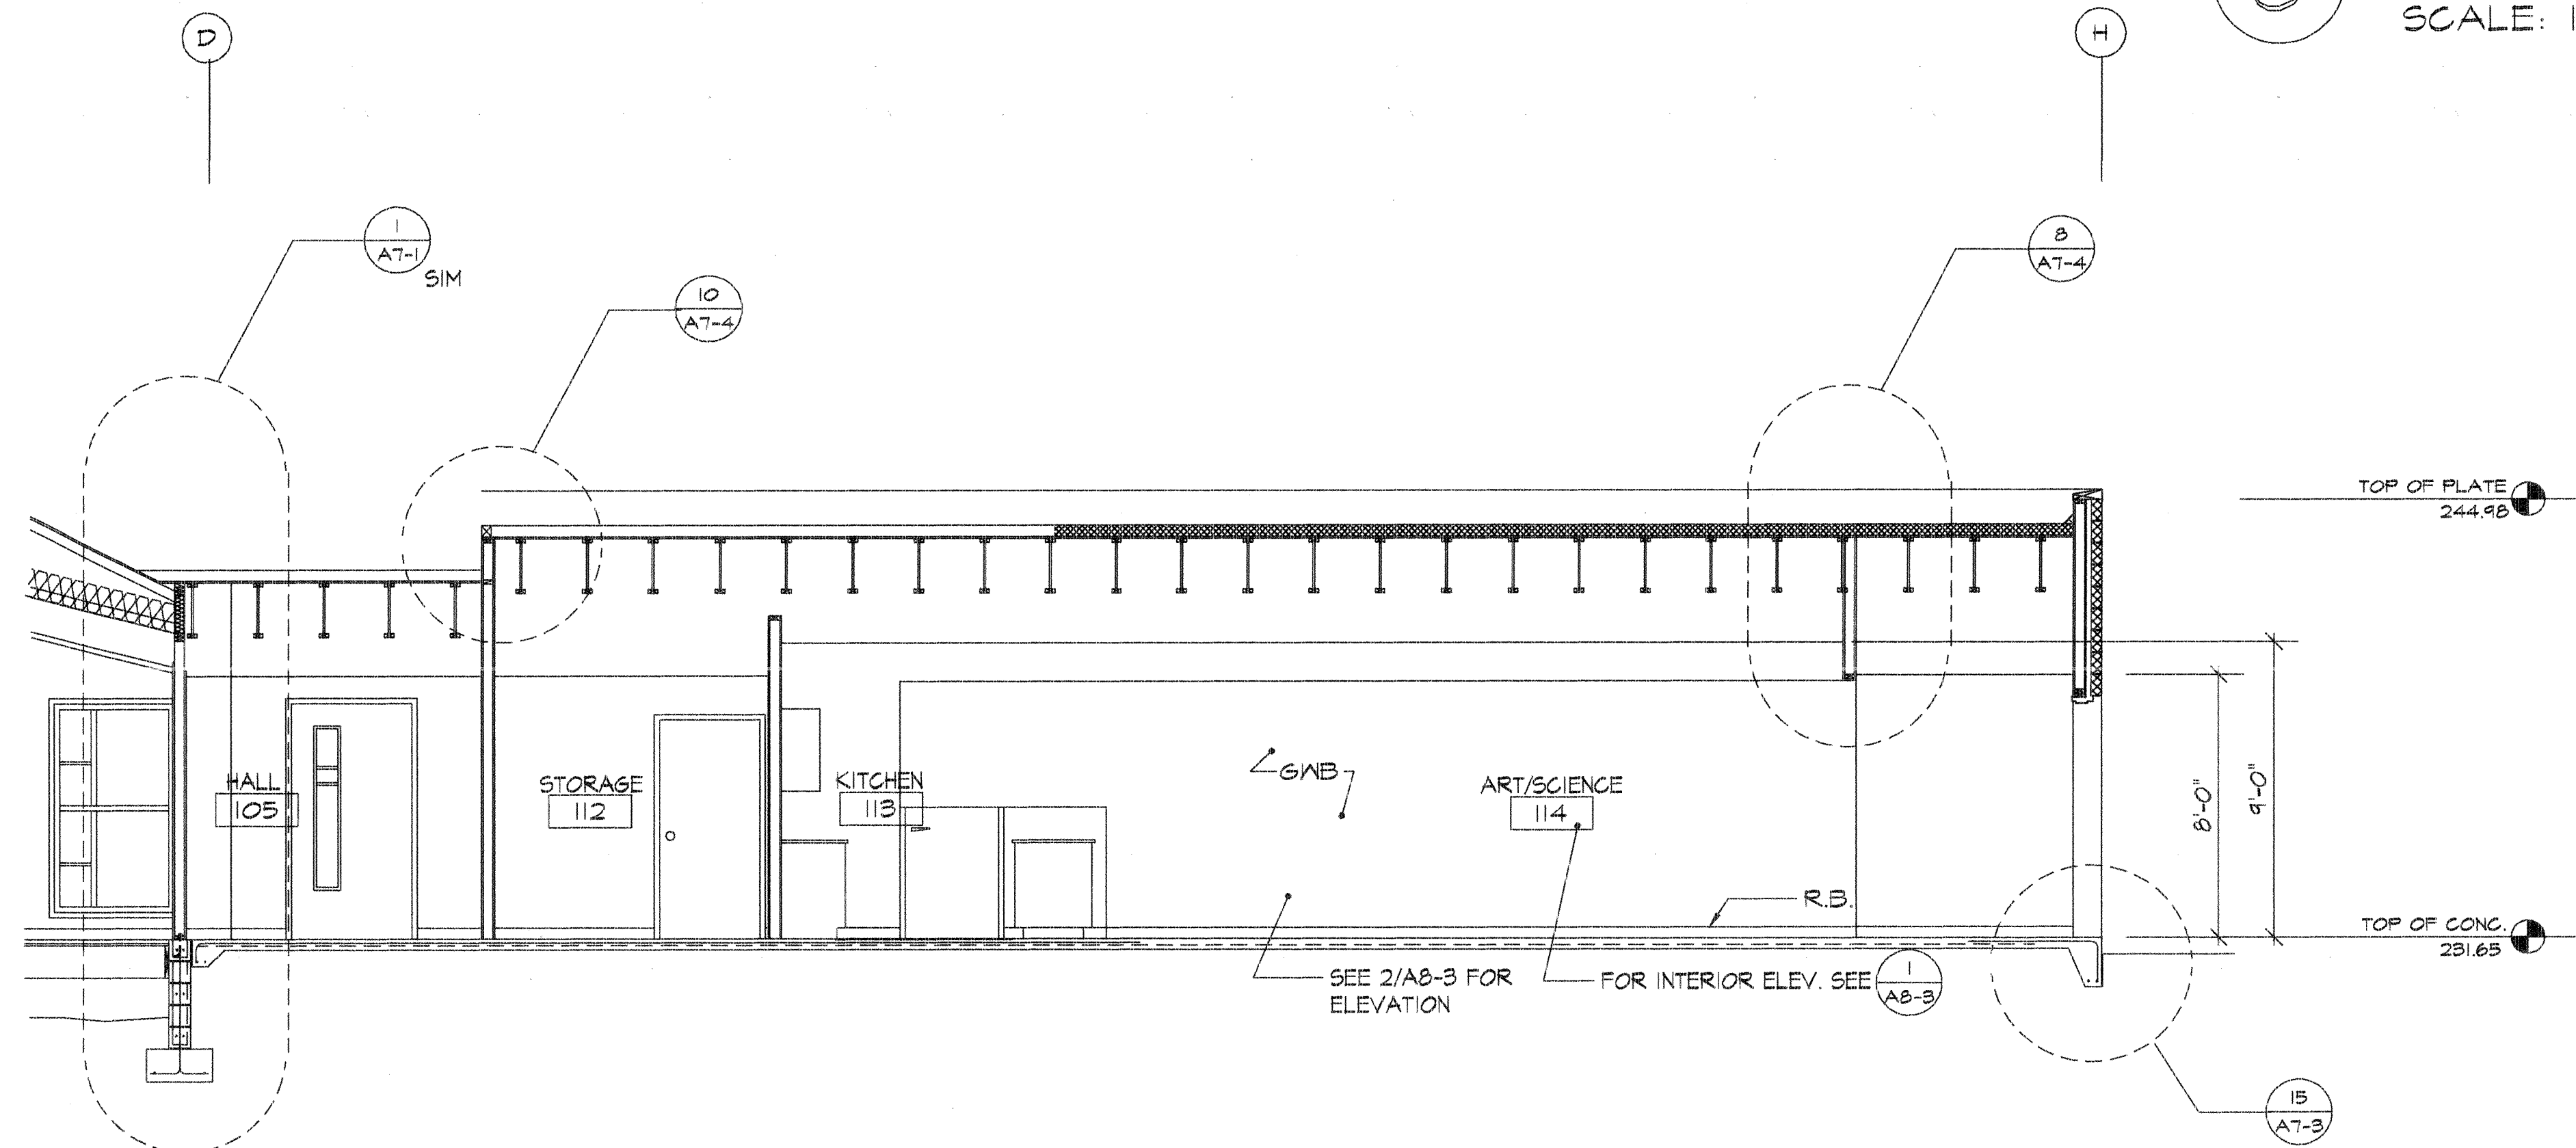 D
H
SCALE: 1
1
A7-1
SIM
10
A7-4
8
A7-4
TOP OF PLATE
244.98
HALL
105
STORAGE
112
KITCHEN
113
GWB
ART/SCIENCE
114
8'-0"
9'-0"
R.B.
TOP OF CONC.
231.65
SEE 2/A8-3 FOR
ELEVATION
FOR INTERIOR ELEV. SEE
1
A8-3
15
A7-3